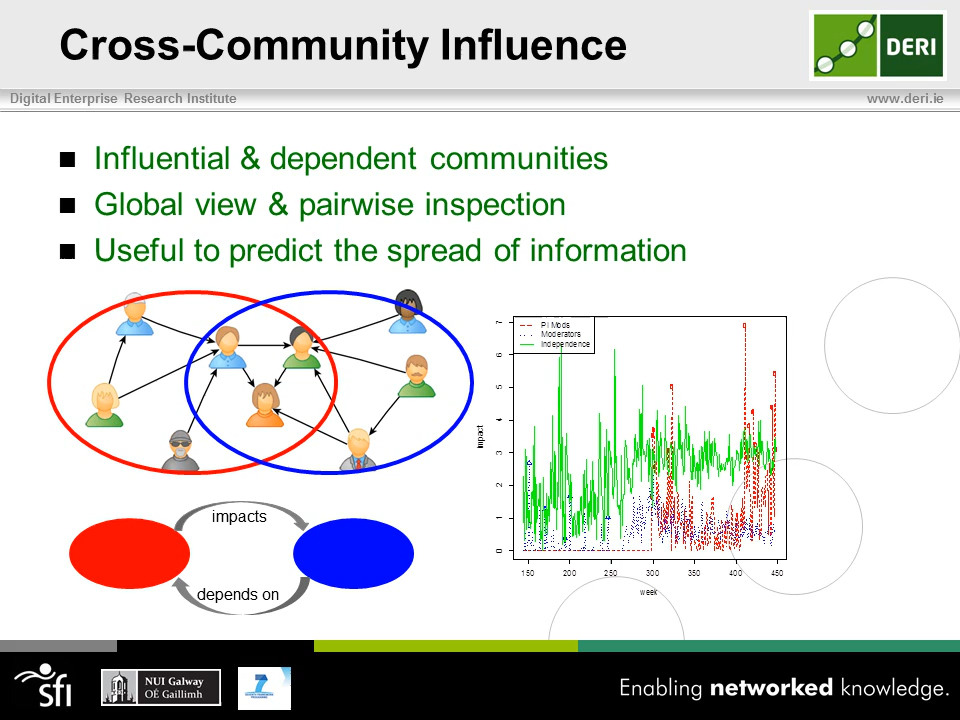 Cross-Community Influence
DERI
Digital Enterprise Research Institute
www.deri.ie
Influential & dependent communities
Global view & pairwise inspection
Useful to predict the spread of information
impacts
depends on
PI Mods
Moderators
Independence
impact
7
6
5
4
3
2
1
0
150 200 250 300 350 400 450
week
sfi
NUI Galway
OÉ Gaillimh
7
Enabling networked knowledge.